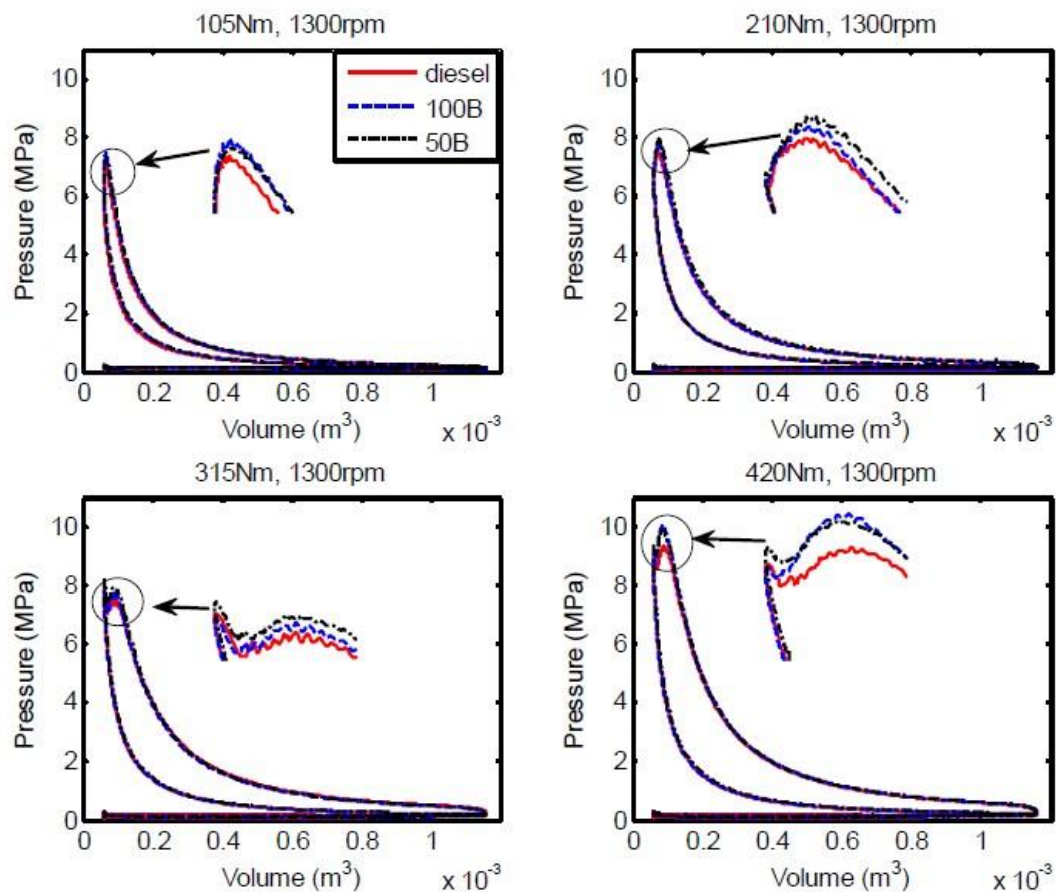 105Nm, 1300rpm
Pressure (MPa)
10
8
6
4
2
0
diesel
100B
50B
0 0.2 0.4 0.6 0.8 1
Volume (m³) x 10⁻³
210Nm, 1300rpm
Pressure (MPa)
10
8
6
4
2
0
0 0.2 0.4 0.6 0.8 1
Volume (m³) x 10⁻³
315Nm, 1300rpm
Pressure (MPa)
10
8
6
4
2
0
0 0.2 0.4 0.6 0.8 1
Volume (m³) x 10⁻³
420Nm, 1300rpm
Pressure (MPa)
10
8
6
4
2
0
0 0.2 0.4 0.6 0.8 1
Volume (m³) x 10⁻³